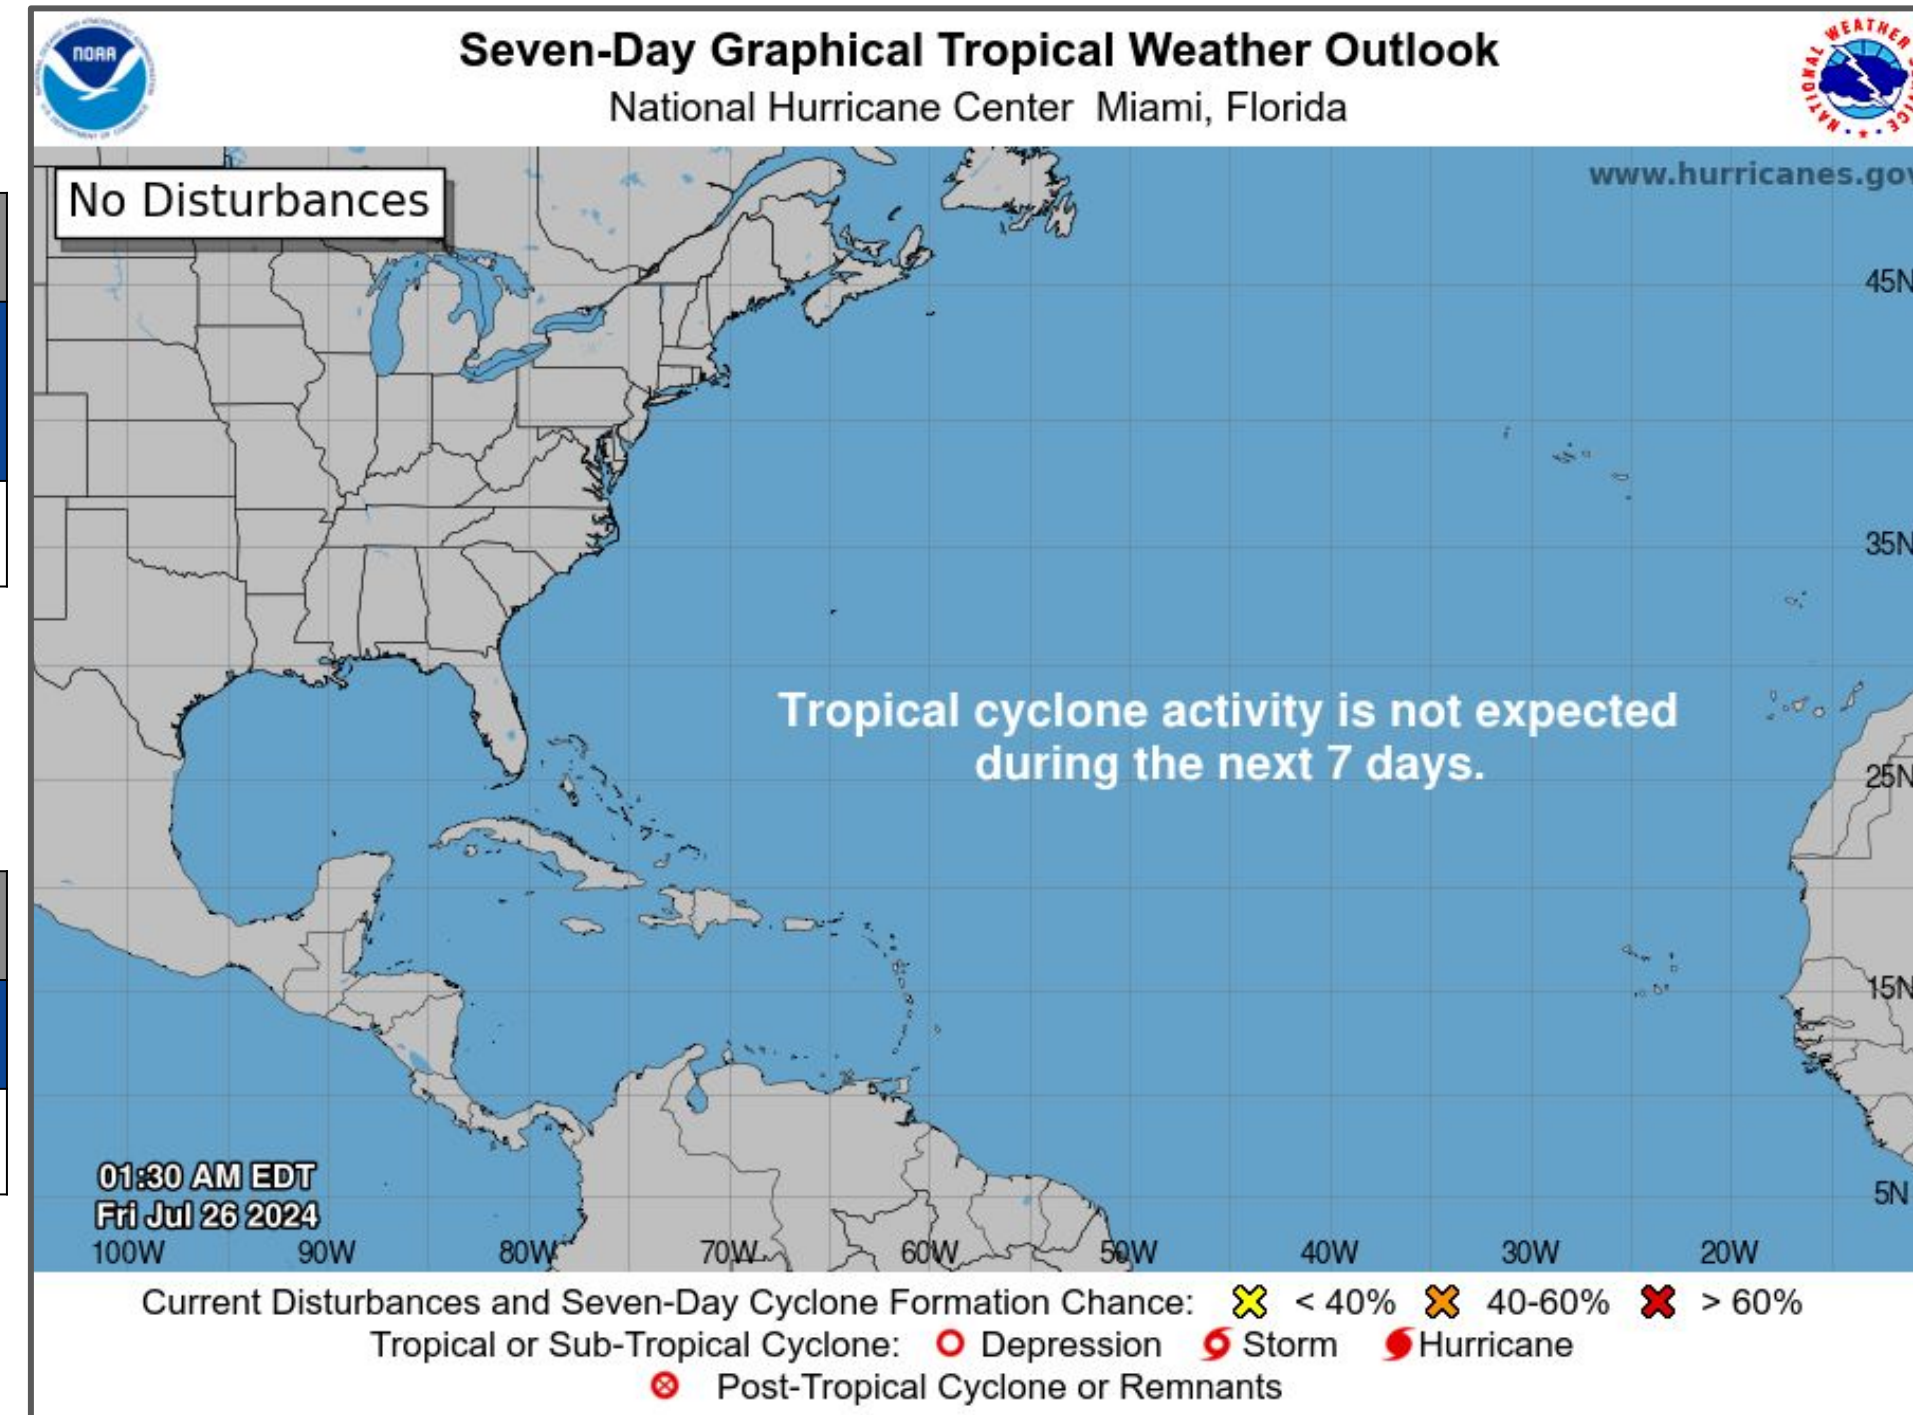 NOAA
Seven-Day Graphical Tropical Weather Outlook
National Hurricane Center Miami, Florida
No Disturbances
www.hurricanes.gov
45N
35N
Tropical cyclone activity is not expected
during the next 7 days.
25N
15N
01:30 AM EDT
Fri Jul 26 2024
5N
100W 90W 80W 70W 60W 50W 40W 30W 20W
Current Disturbances and Seven-Day Cyclone Formation Chance: < 40% 40-60% > 60%
Tropical or Sub-Tropical Cyclone: Depression Storm Hurricane
Post-Tropical Cyclone or Remnants